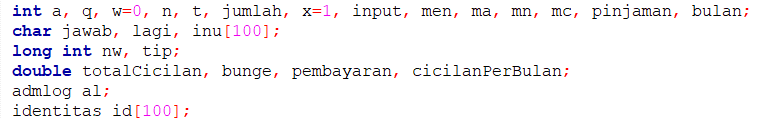 int a, q, w=0, n, t, jumlah, x=1, input, men, ma, mn, mc, pinjaman, bulan;
char jawab, lagi, inu[100];
long int nw, tip;
double totalCicilan, bunge, pembayaran, cicilanPerBulan;
admlog al;
identitas id[100];